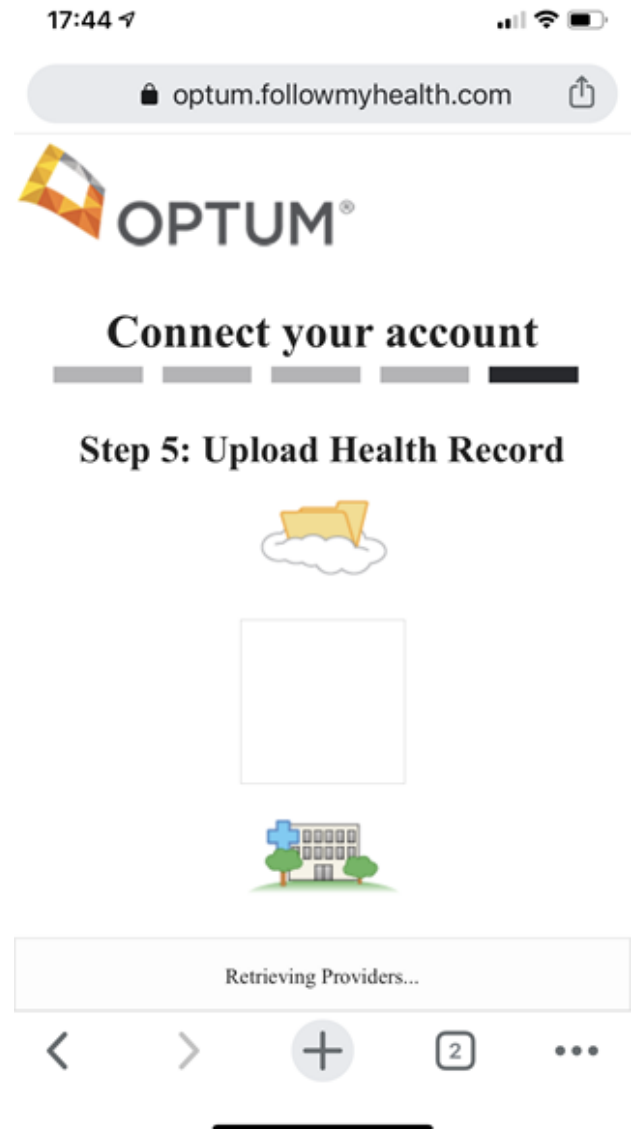 17:44
optum.followmyhealth.com
OPTUM®
Connect your account
Step 5: Upload Health Record
Retrieving Providers...
2